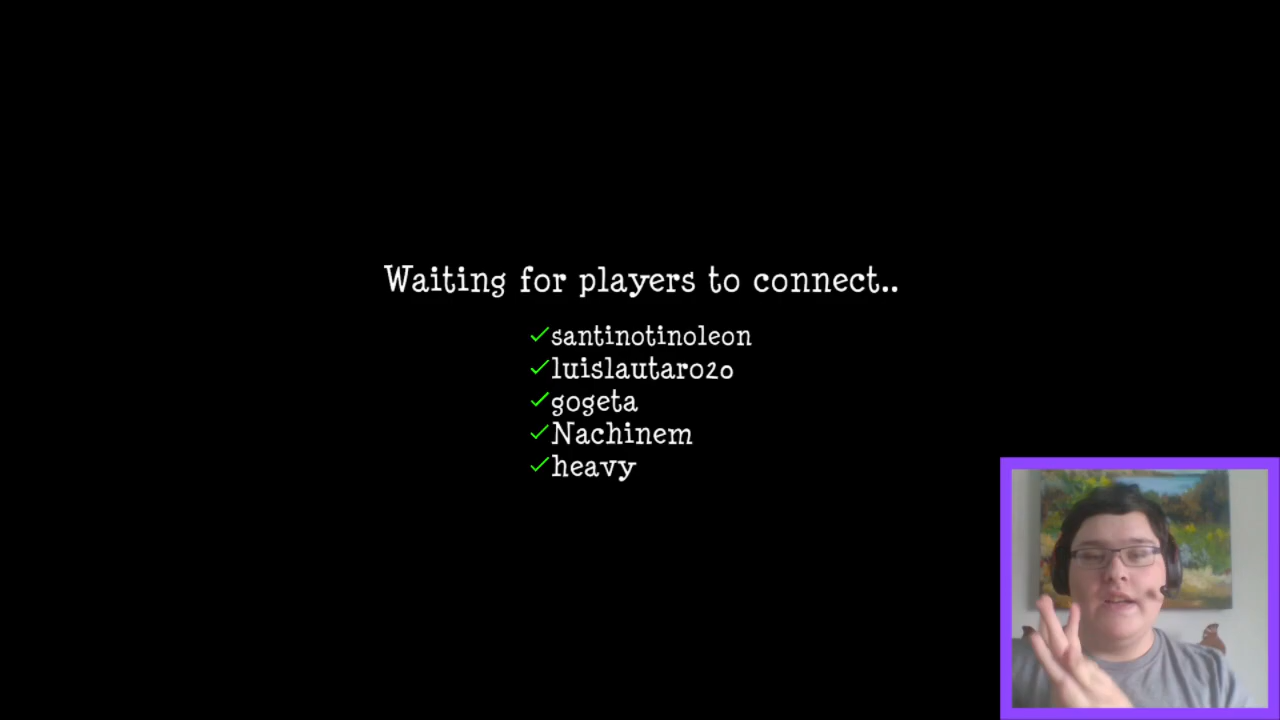 Waiting for players to connect..
santinotinoleon
luislautaro20
gogeta
Nachinem
heavy